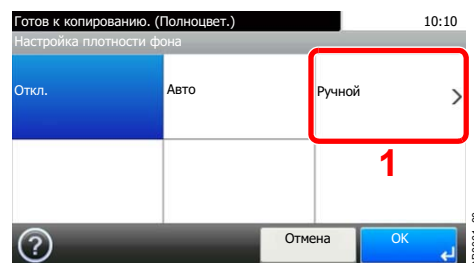 Готов к копированию. (Полноцвет.) 10:10
Настройка плотности фона
Откл. Авто Ручной
1
? Отмена OK